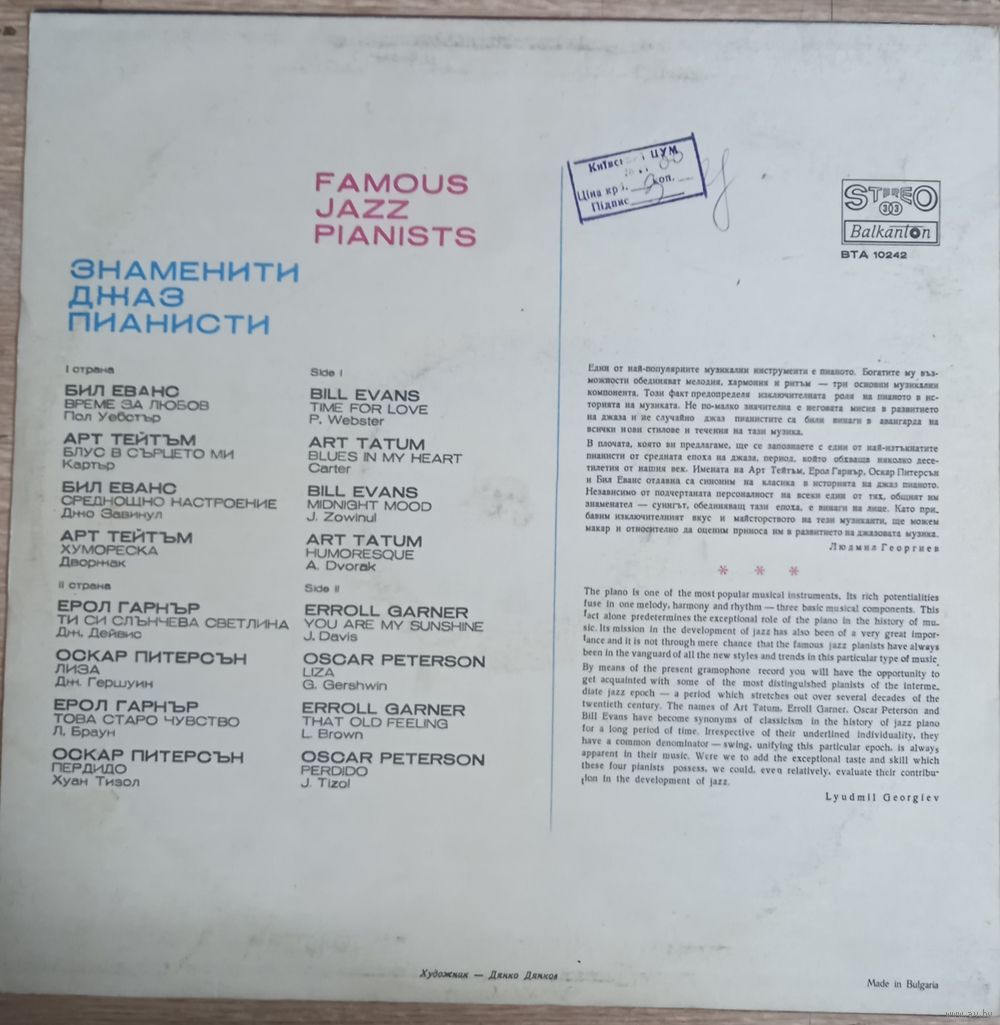 FAMOUS
JAZZ
PIANISTS
ЗНАМЕНИТИ
ДЖАЗ
ПИАНИСТИ
I страна
БИЛ ЕВАНС
ВРЕМЕ ЗА ЛЮБОВ
Пол Уебстър
АРТ ТЕЙТЪМ
БЛУС В СЪРЦЕТО МИ
Картър
БИЛ ЕВАНС
СРЕДНОЩНО НАСТРОЕНИЕ
Джо Завинул
АРТ ТЕЙТЪМ
ХУМОРЕСКА
Дворжак
II страна
ЕРОЛ ГАРНЪР
ТИ СИ СЛЪНЧЕВА СВЕТЛИНА
Дж. Дейвис
ОСКАР ПИТЕРСЪН
ЛИЗА
Дж. Гершуин
ЕРОЛ ГАРНЪР
ТОВА СТАРО ЧУВСТВО
Л. Браун
ОСКАР ПИТЕРСЪН
ПЕРДИДО
Хуан Тизол
Side I
BILL EVANS
TIME FOR LOVE
P. Webster
ART TATUM
BLUES IN MY HEART
Carter
BILL EVANS
MIDNIGHT MOOD
J. Zowinul
ART TATUM
HUMORESQUE
A. Dvorak
Side II
ERROLL GARNER
YOU ARE MY SUNSHINE
J. Davis
OSCAR PETERSON
LIZA
G. Gershwin
ERROLL GARNER
THAT OLD FEELING
L. Brown
OSCAR PETERSON
PERDIDO
J. Tizol
ЦУМ
Ціна крб. коп.
Підпис
STEREO
33
Balkanton
ВТА 10242
Един от най-популярните музикални инструменти е пианото. Богатите му въз-
можности обединяват мелодия, хармония и ритъм — три основни музикални
компонента. Този факт предопределя изключителната роля на пианото в ис-
торията на музиката. Не по-малко значителна е неговата мисия в развитието
на джаза и не случайно джаз пианистите са били винаги в авангарда на
всички нови стилове и течения на тази музика.
В плочата, която ви предлагаме, ще се запознаете с едни от най-изтъкнатите
пианисти от средната епоха на джаза, период, който обхваща няколко десе-
тилетия от нашия век. Имената на Арт Тейтъм, Ерол Гарнър, Оскар Питерсън
и Бил Еванс отдавна са синоним на класика в историята на джаз пианото.
Независимо от подчертаната персоналност на всеки един от тях, общият им
знаменател — суингът, обединяващ тази епоха, е винаги на лице. Като при-
бавим изключителният вкус и майсторството на тези музиканти, ще можем
макар и относително да оценим приноса им в развитието на джазовата музика.
Людмил Георгиев
* * *
The piano is one of the most popular musical instruments. Its rich potentialities
fuse in one melody, harmony and rhythm — three basic musical components. This
fact alone predetermines the exceptional role of the piano in the history of mu-
sic. Its mission in the development of jazz has also been of a very great impor-
tance and it is not through mere chance that the famous jazz pianists have always
been in the vanguard of all the new styles and trends in this particular type of music.
By means of the present gramophone record you will have the opportunity to
get acquainted with some of the most distinguished pianists of the interme-
diate jazz epoch — a period which stretches out over several decades of the
twentieth century. The names of Art Tatum, Erroll Garner, Oscar Peterson and
Bill Evans have become synonyms of classicism in the history of jazz piano
for a long period of time. Irrespective of their underlined individuality, they
have a common denominator — swing, unifying this particular epoch, is always
apparent in their music. Were we to add the exceptional taste and skill which
these four pianists possess, we could, even relatively, evaluate their contribu-
tion in the development of jazz.
Lyudmil Georgiev
Художник — Дянко Дянков
Made in Bulgaria